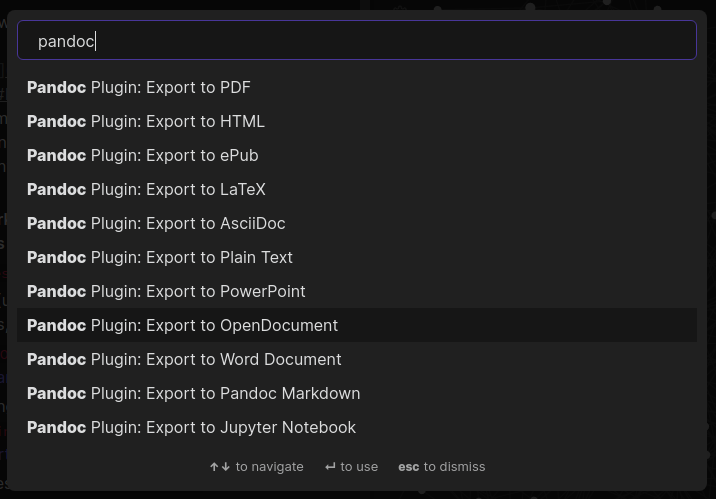 pandoc
Pandoc Plugin: Export to PDF
Pandoc Plugin: Export to HTML
Pandoc Plugin: Export to ePub
Pandoc Plugin: Export to LaTeX
Pandoc Plugin: Export to AsciiDoc
Pandoc Plugin: Export to Plain Text
Pandoc Plugin: Export to PowerPoint
Pandoc Plugin: Export to OpenDocument
Pandoc Plugin: Export to Word Document
Pandoc Plugin: Export to Pandoc Markdown
Pandoc Plugin: Export to Jupyter Notebook
↑↓ to navigate ↵ to use esc to dismiss